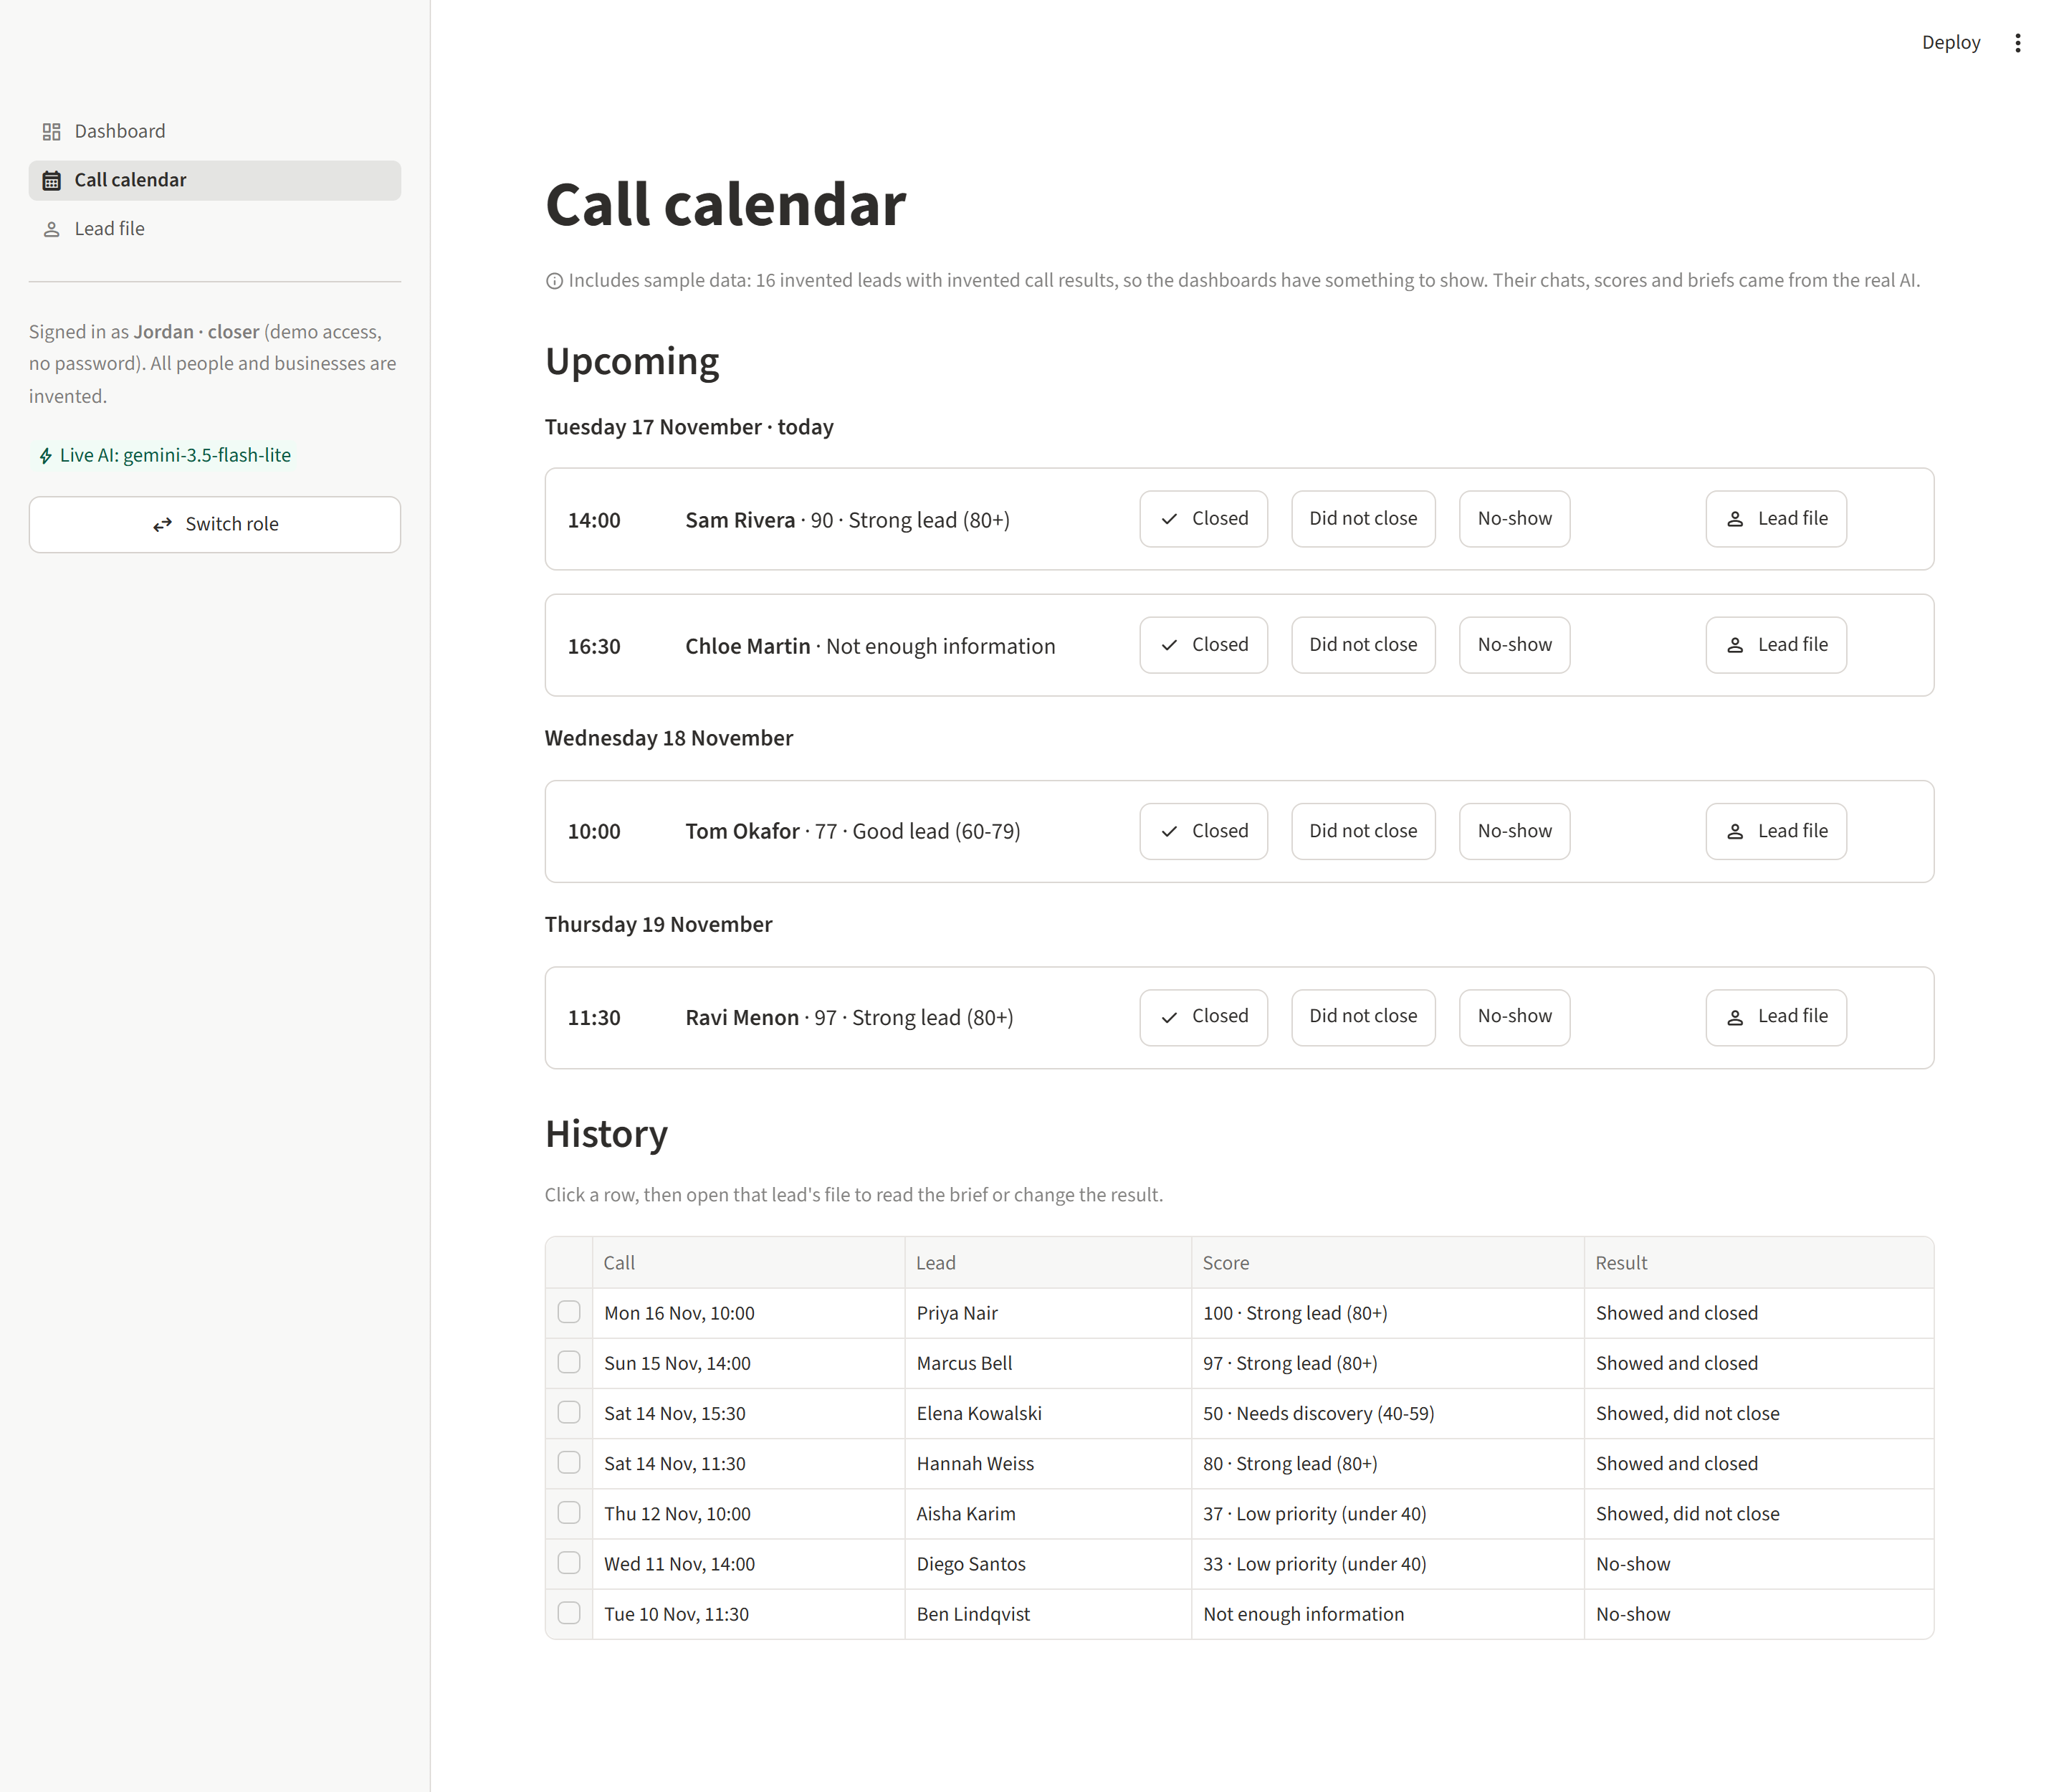 Deploy
Dashboard
Call calendar
Lead file
Signed in as Jordan · closer (demo access,
no password). All people and businesses are
invented.
Live AI: gemini-3.5-flash-lite
Switch role
Call calendar
Includes sample data: 16 invented leads with invented call results, so the dashboards have something to show. Their chats, scores and briefs came from the real AI.
Upcoming
Tuesday 17 November · today
14:00 Sam Rivera · 90 · Strong lead (80+) Closed Did not close No-show Lead file
16:30 Chloe Martin · Not enough information Closed Did not close No-show Lead file
Wednesday 18 November
10:00 Tom Okafor · 77 · Good lead (60-79) Closed Did not close No-show Lead file
Thursday 19 November
11:30 Ravi Menon · 97 · Strong lead (80+) Closed Did not close No-show Lead file
History
Click a row, then open that lead's file to read the brief or change the result.
Call Lead Score Result
Mon 16 Nov, 10:00 Priya Nair 100 · Strong lead (80+) Showed and closed
Sun 15 Nov, 14:00 Marcus Bell 97 · Strong lead (80+) Showed and closed
Sat 14 Nov, 15:30 Elena Kowalski 50 · Needs discovery (40-59) Showed, did not close
Sat 14 Nov, 11:30 Hannah Weiss 80 · Strong lead (80+) Showed and closed
Thu 12 Nov, 10:00 Aisha Karim 37 · Low priority (under 40) Showed, did not close
Wed 11 Nov, 14:00 Diego Santos 33 · Low priority (under 40) No-show
Tue 10 Nov, 11:30 Ben Lindqvist Not enough information No-show